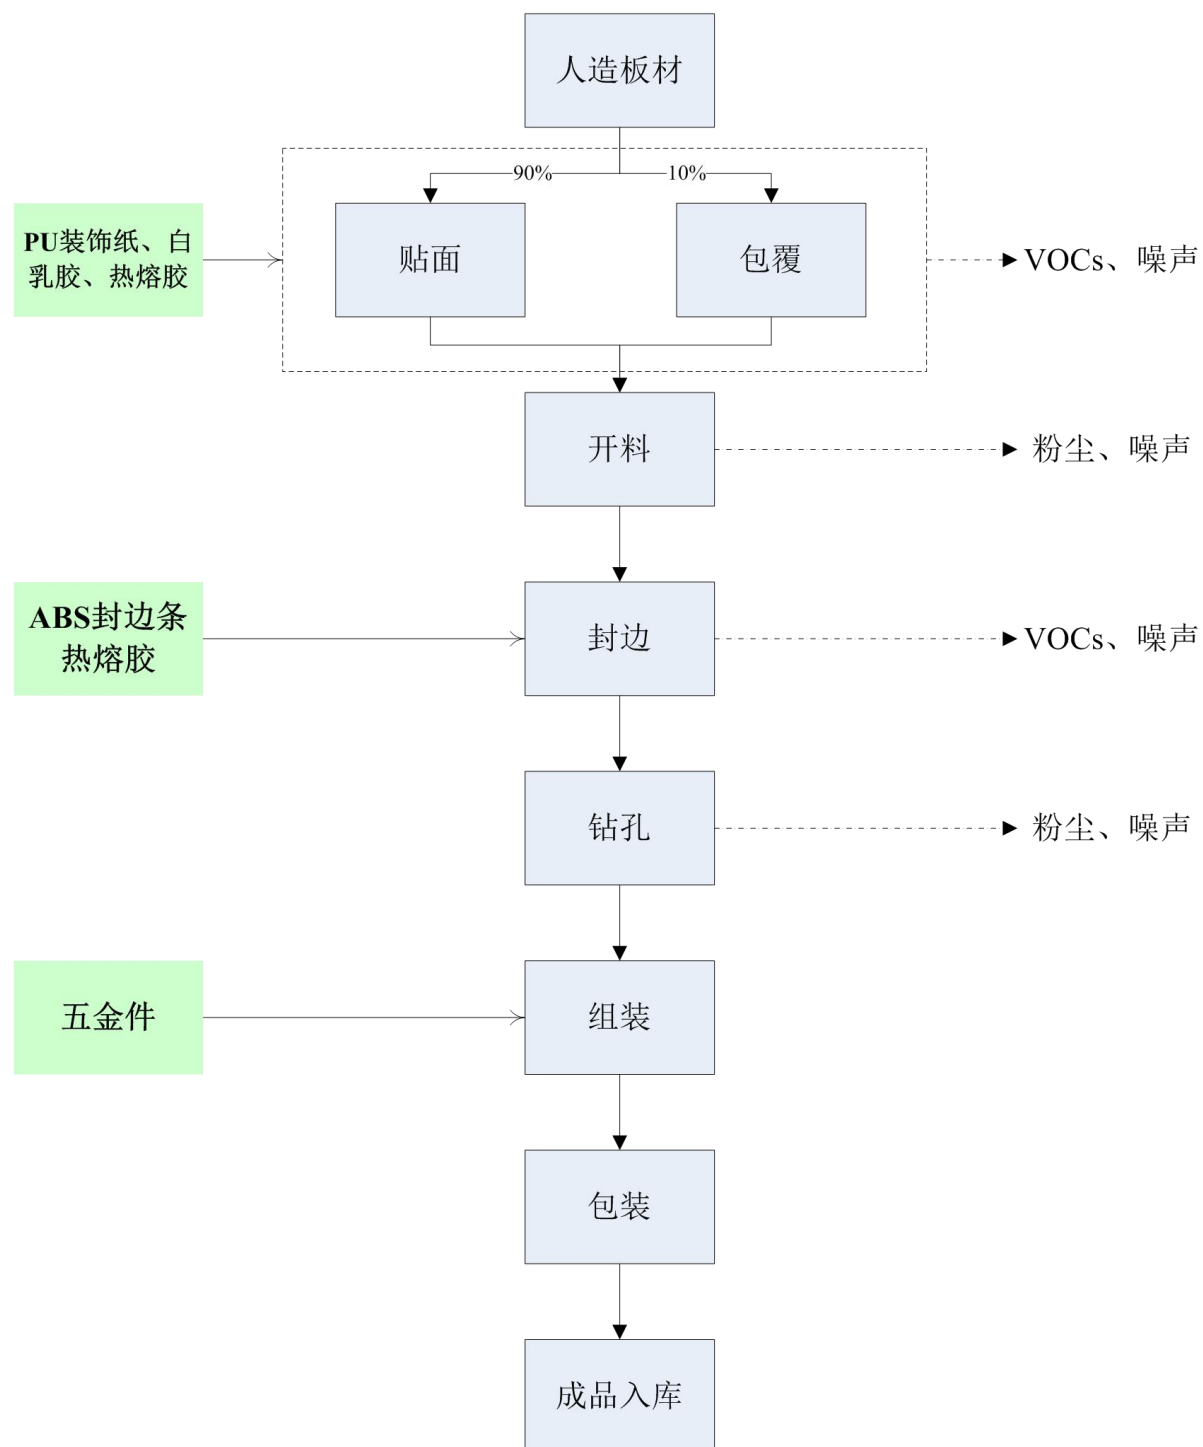 人造板材
90%
10%
PU装饰纸、白
乳胶、热熔胶
贴面
包覆
VOCs、噪声
开料
粉尘、噪声
ABS封边条
热熔胶
封边
VOCs、噪声
钻孔
粉尘、噪声
五金件
组装
包装
成品入库